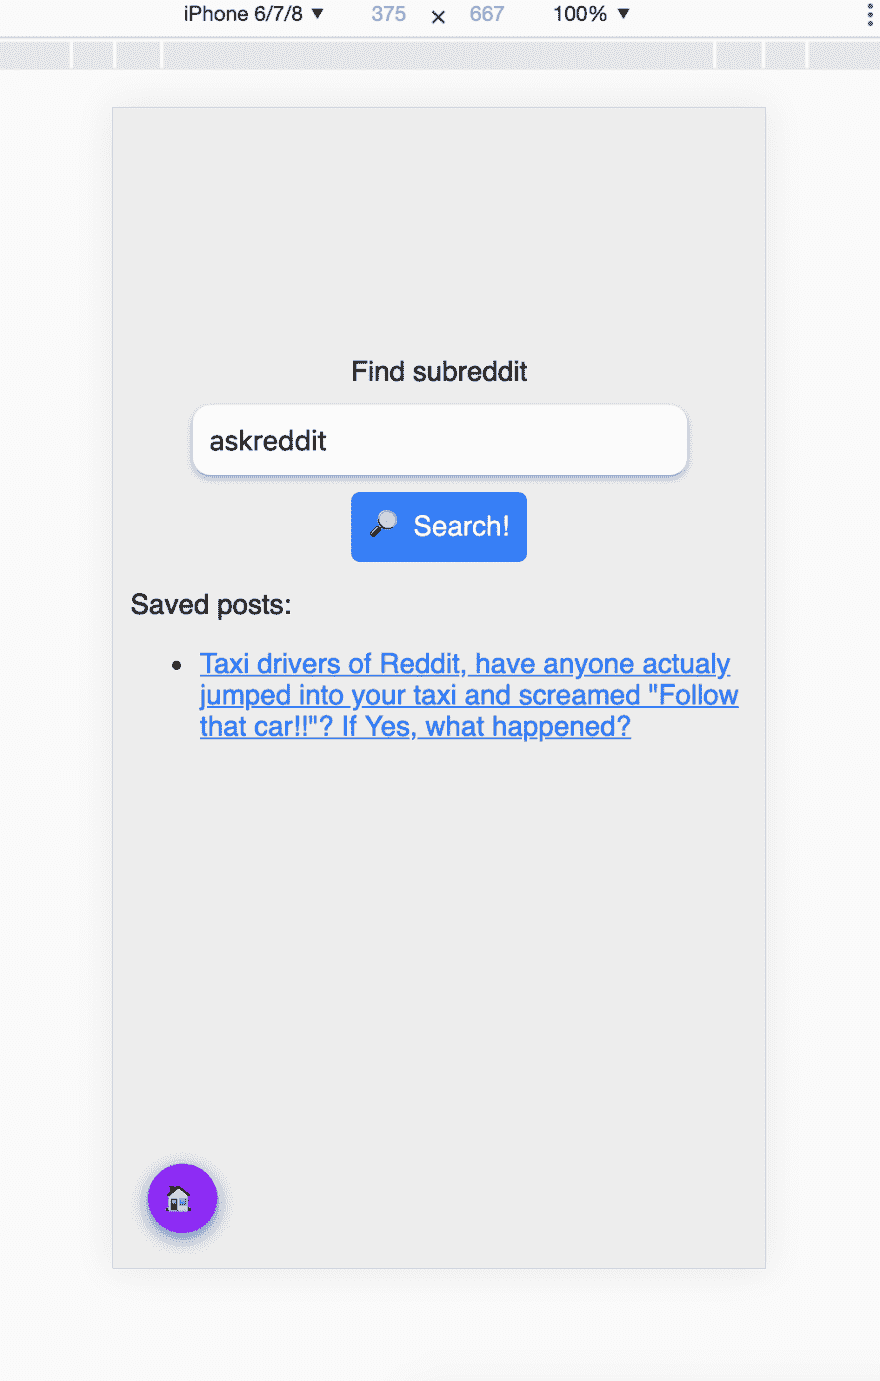 iPhone 6/7/8 ▼ 375 × 667 100% ▼
Find subreddit
askreddit
🔎 Search!
Saved posts:
• Taxi drivers of Reddit, have anyone actualy
jumped into your taxi and screamed "Follow
that car!!"? If Yes, what happened?